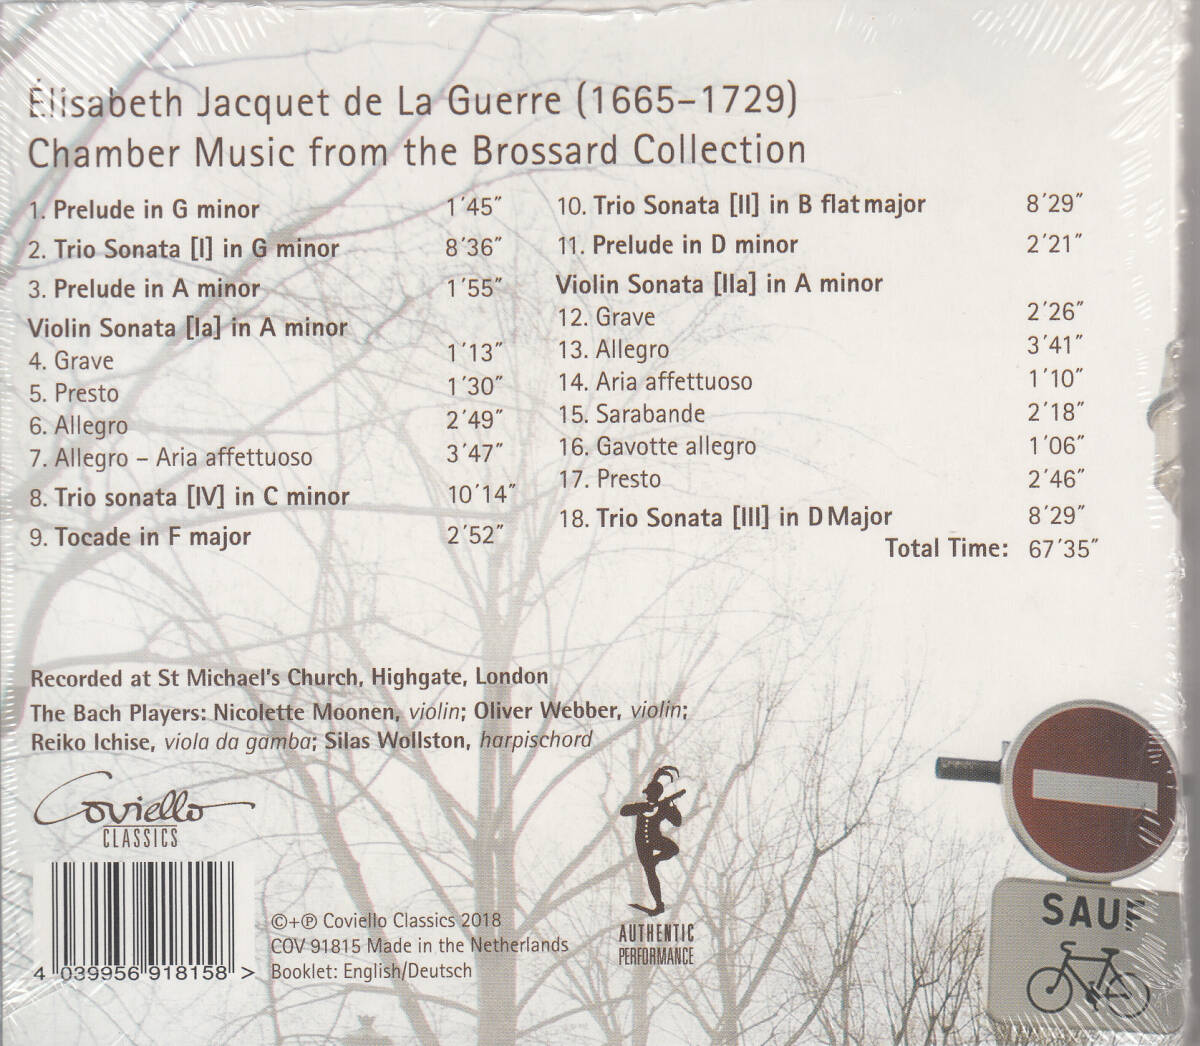 Élisabeth Jacquet de La Guerre (1665–1729)
Chamber Music from the Brossard Collection
1. Prelude in G minor 1´45˝
2. Trio Sonata [I] in G minor 8´36˝
3. Prelude in A minor 1´55˝
Violin Sonata [Ia] in A minor
4. Grave 1´13˝
5. Presto 1´30˝
6. Allegro 2´49˝
7. Allegro – Aria affettuoso 3´47˝
8. Trio sonata [IV] in C minor 10´14˝
9. Tocade in F major 2´52˝
10. Trio Sonata [II] in B flat major 8´29˝
11. Prelude in D minor 2´21˝
Violin Sonata [IIa] in A minor
12. Grave 2´26˝
13. Allegro 3´41˝
14. Aria affettuoso 1´10˝
15. Sarabande 2´18˝
16. Gavotte allegro 1´06˝
17. Presto 2´46˝
18. Trio Sonata [III] in D Major 8´29˝
Total Time: 67´35˝
Recorded at St Michael's Church, Highgate, London
The Bach Players: Nicolette Moonen, violin; Oliver Webber, violin;
Reiko Ichise, viola da gamba; Silas Wollston, harpischord
Coviello
CLASSICS
4 039956 918158 >
©+℗ Coviello Classics 2018
COV 91815 Made in the Netherlands
Booklet: English/Deutsch
AUTHENTIC
PERFORMANCE
SAUF